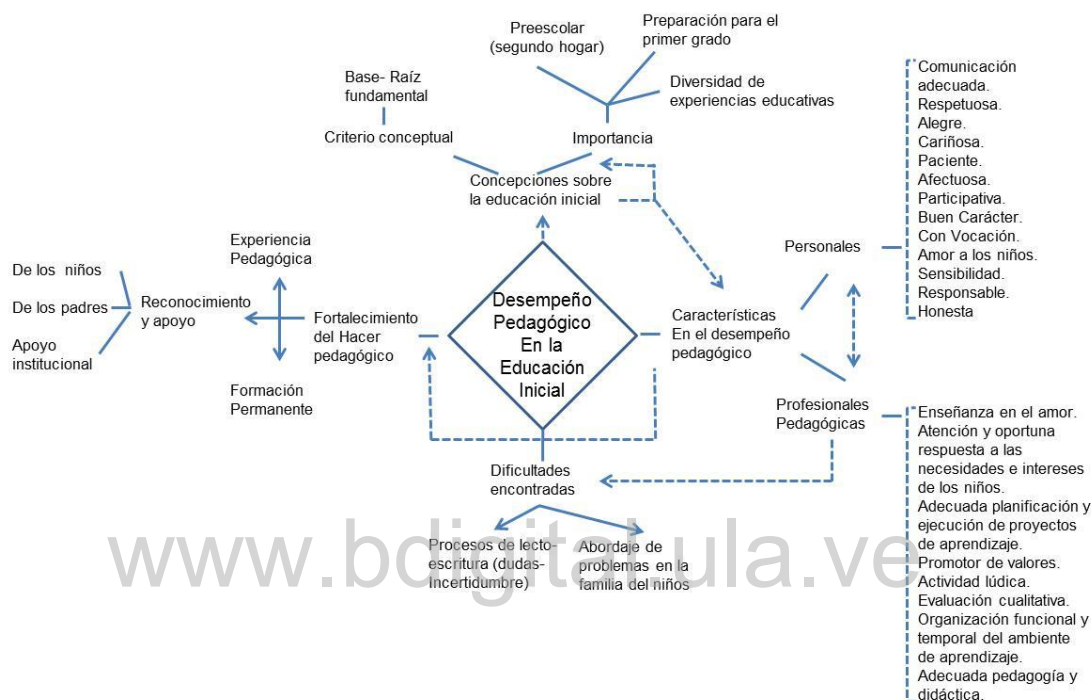 Preescolar
(segundo hogar)
Preparación para el
primer grado
Diversidad de
experiencias educativas
Base- Raíz
fundamental
Criterio conceptual
Importancia
Concepciones sobre
la educación inicial
Experiencia
Pedagógica
De los niños
De los padres
Apoyo
institucional
Reconocimiento
y apoyo
Fortalecimiento
del Hacer
pedagógico
Formación
Permanente
Desempeño
Pedagógico
En la
Educación
Inicial
Características
En el desempeño
pedagógico
Personales
Comunicación
adecuada.
Respetuosa.
Alegre.
Cariñosa.
Paciente.
Afectuosa.
Participativa.
Buen Carácter.
Con Vocación.
Amor a los niños.
Sensibilidad.
Responsable.
Honesta
Profesionales
Pedagógicas
Enseñanza en el amor.
Atención y oportuna
respuesta a las
necesidades e intereses
de los niños.
Adecuada planificación y
ejecución de proyectos
de aprendizaje.
Promotor de valores.
Actividad lúdica.
Evaluación cualitativa.
Organización funcional y
temporal del ambiente
de aprendizaje.
Adecuada pedagogía y
didáctica.
Dificultades
encontradas
Procesos de lecto-
escritura (dudas-
incertidumbre)
Abordaje de
problemas en la
familia del niños
www.bdigital.ula.ve